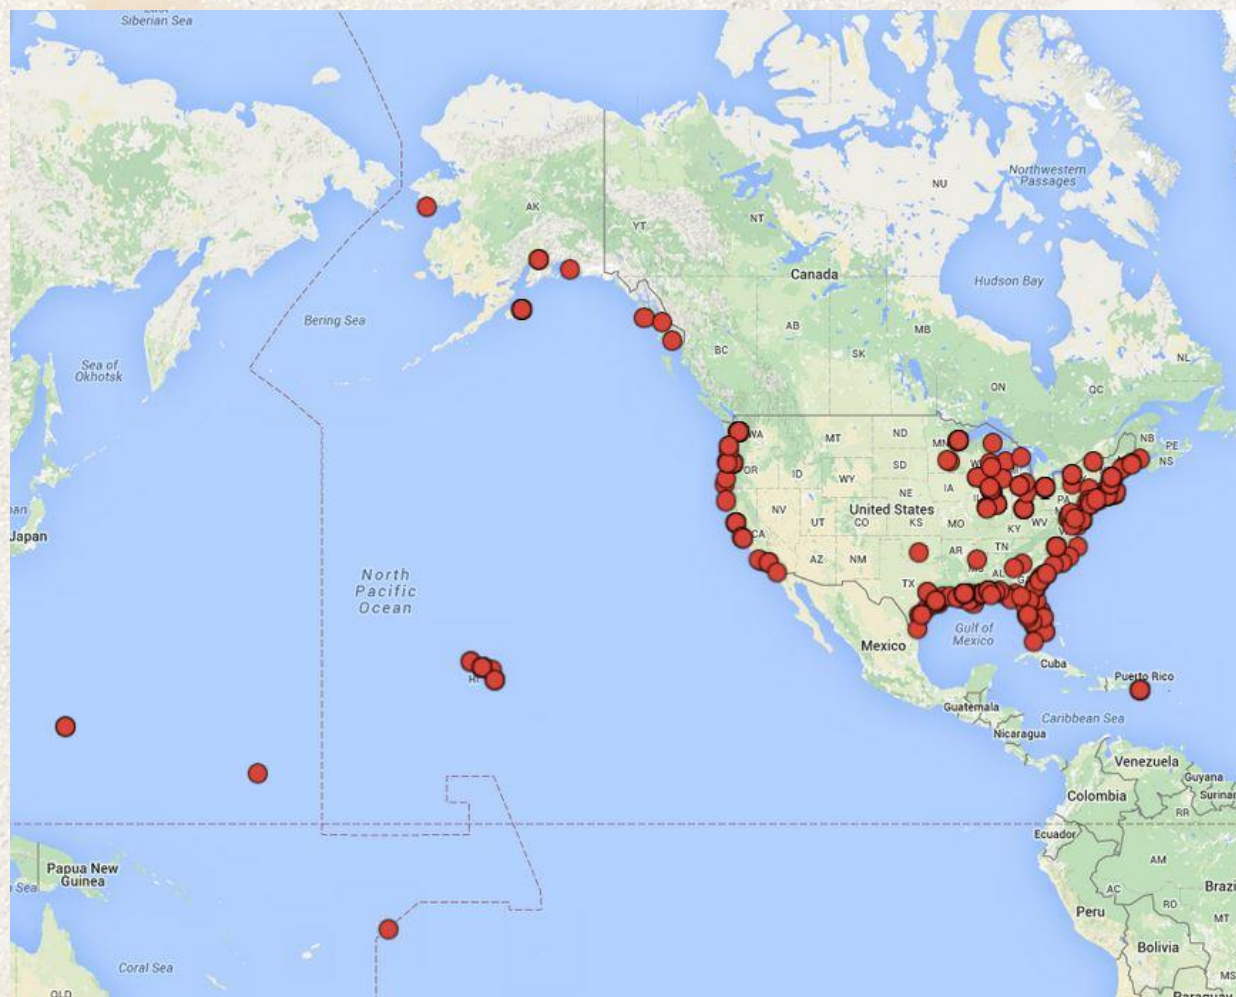 Siberian Sea
Northwestern
Passages
NU
AK
YT
NT
Canada
Hudson Bay
Bering Sea
Sea of
Okhotsk
AB
MB
BC
SK
NL
ON
QC
WA
MT
ND
MN
NB
PE
NS
OR
ID
SD
WY
IA
NE
PA
NV
United States
Japan
UT
CO
KS
MO
KY
WV
CA
AZ
NM
AR
TN
North
Pacific
Ocean
TX
AL
Mexico
Gulf of
Mexico
Cuba
HI
Puerto Rico
Guatemala
Caribbean Sea
Nicaragua
Venezuela
Guyana
Colombia
RR
Ecuador
Papua New
Guinea
Sea
AM
AC
RO
Peru
MT
Bolivia
Coral Sea